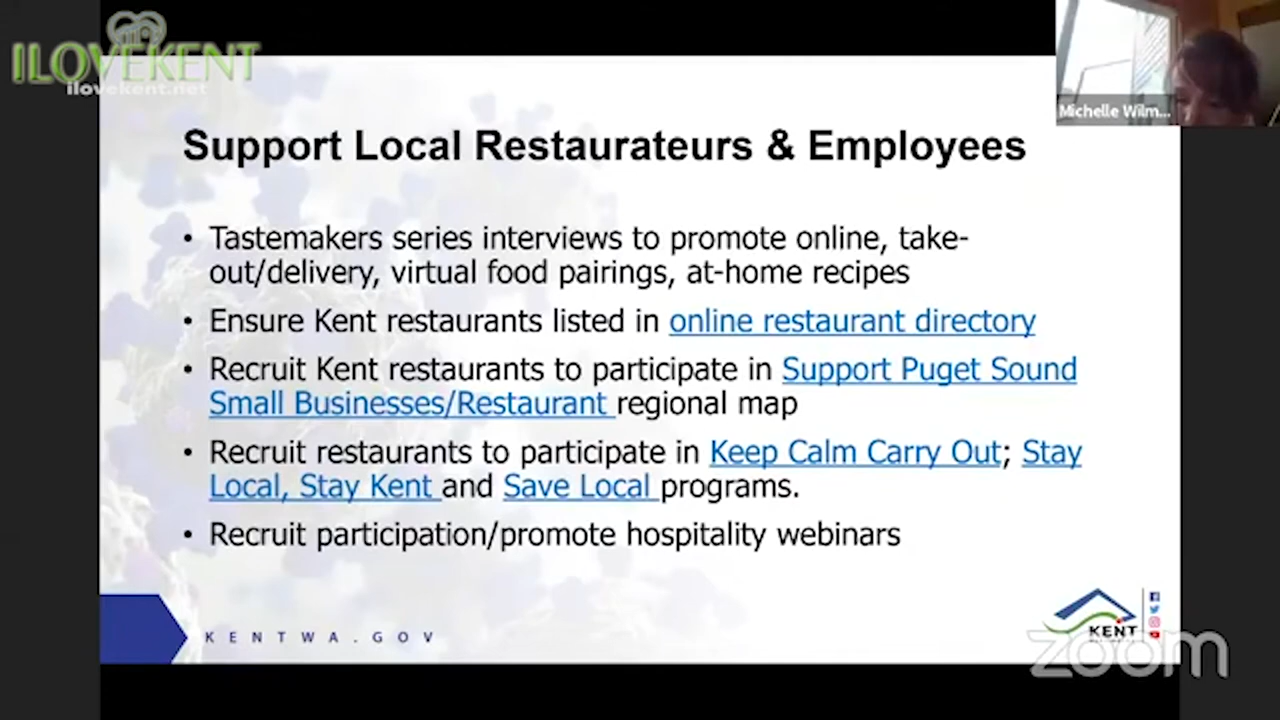 ILOVEKENT
ilovekent.net
Michelle Wilm...
Support Local Restaurateurs & Employees
• Tastemakers series interviews to promote online, take-
out/delivery, virtual food pairings, at-home recipes
• Ensure Kent restaurants listed in online restaurant directory
• Recruit Kent restaurants to participate in Support Puget Sound
Small Businesses/Restaurant regional map
• Recruit restaurants to participate in Keep Calm Carry Out; Stay
Local, Stay Kent and Save Local programs.
• Recruit participation/promote hospitality webinars
KENTWA.GOV
KENT
zoom